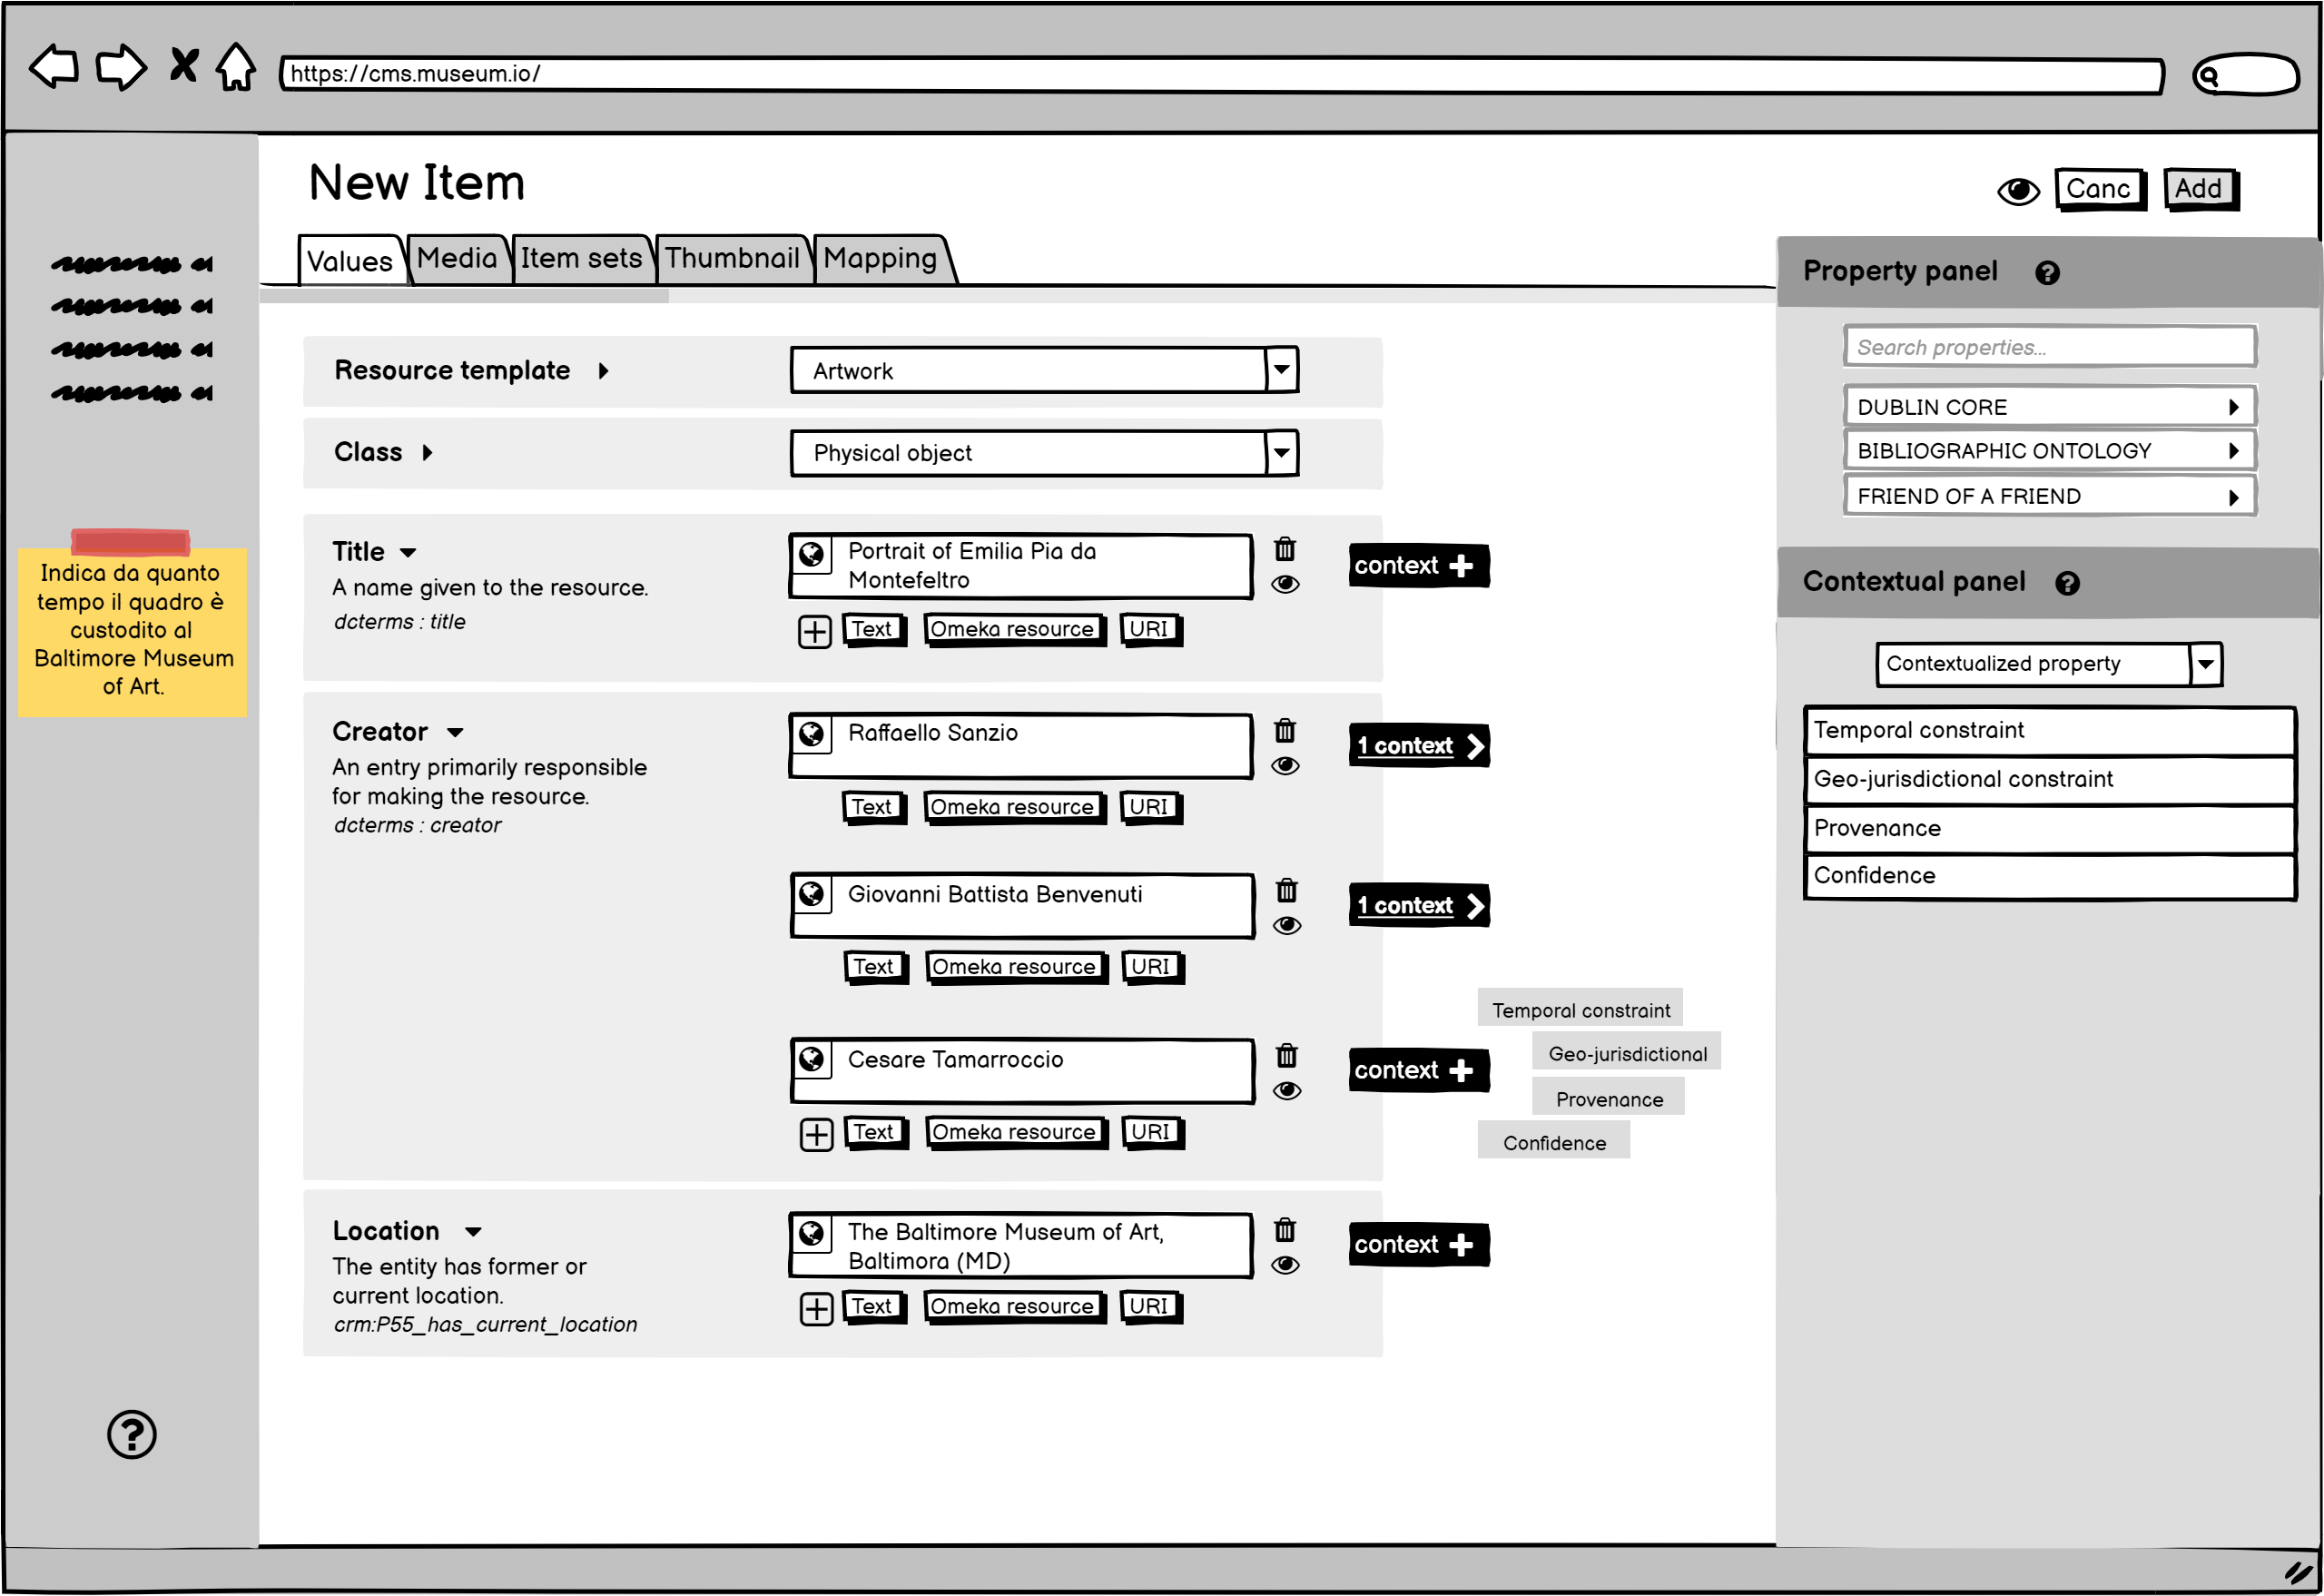 https://cms.museum.io/
New Item
Canc
Add
Values
Media
Item sets
Thumbnail
Mapping
Indica da quanto
tempo il quadro è
custodito al
Baltimore Museum
of Art.
Resource template
Artwork
Class
Physical object
Title
A name given to the resource.
dcterms : title
Portrait of Emilia Pia da
Montefeltro
Text
Omeka resource
URI
context
Creator
An entry primarily responsible
for making the resource.
dcterms : creator
Raffaello Sanzio
Text
Omeka resource
URI
1 context
Giovanni Battista Benvenuti
Text
Omeka resource
URI
1 context
Cesare Tamarroccio
Text
Omeka resource
URI
context
Temporal constraint
Geo-jurisdictional
Provenance
Confidence
Location
The entity has former or
current location.
crm:P55_has_current_location
The Baltimore Museum of Art,
Baltimora (MD)
Text
Omeka resource
URI
context
Property panel
Search properties...
DUBLIN CORE
BIBLIOGRAPHIC ONTOLOGY
FRIEND OF A FRIEND
Contextual panel
Contextualized property
Temporal constraint
Geo-jurisdictional constraint
Provenance
Confidence